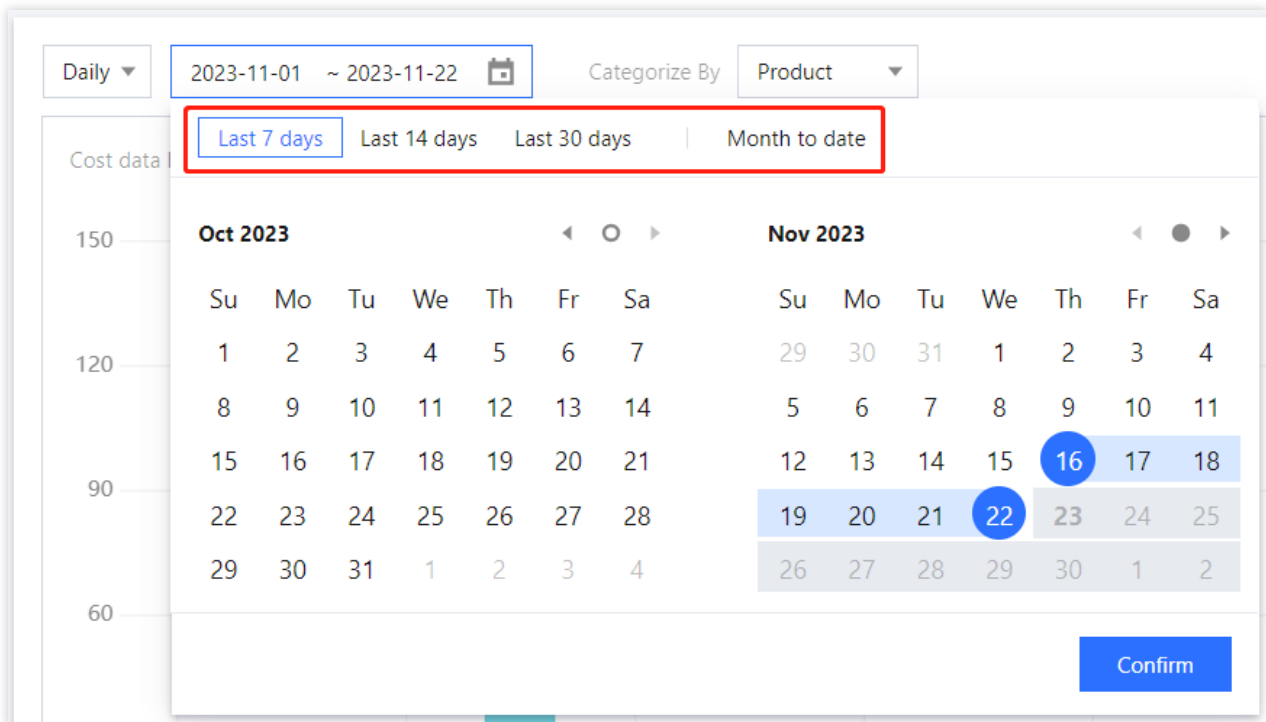 Daily 2023-11-01 ~ 2023-11-22 Categorize By Product
Last 7 days Last 14 days Last 30 days Month to date
Cost data
150
120
90
60
Oct 2023
Su Mo Tu We Th Fr Sa
1 2 3 4 5 6 7
8 9 10 11 12 13 14
15 16 17 18 19 20 21
22 23 24 25 26 27 28
29 30 31 1 2 3 4
Nov 2023
Su Mo Tu We Th Fr Sa
29 30 31 1 2 3 4
5 6 7 8 9 10 11
12 13 14 15 16 17 18
19 20 21 22 23 24 25
26 27 28 29 30 1 2
Confirm